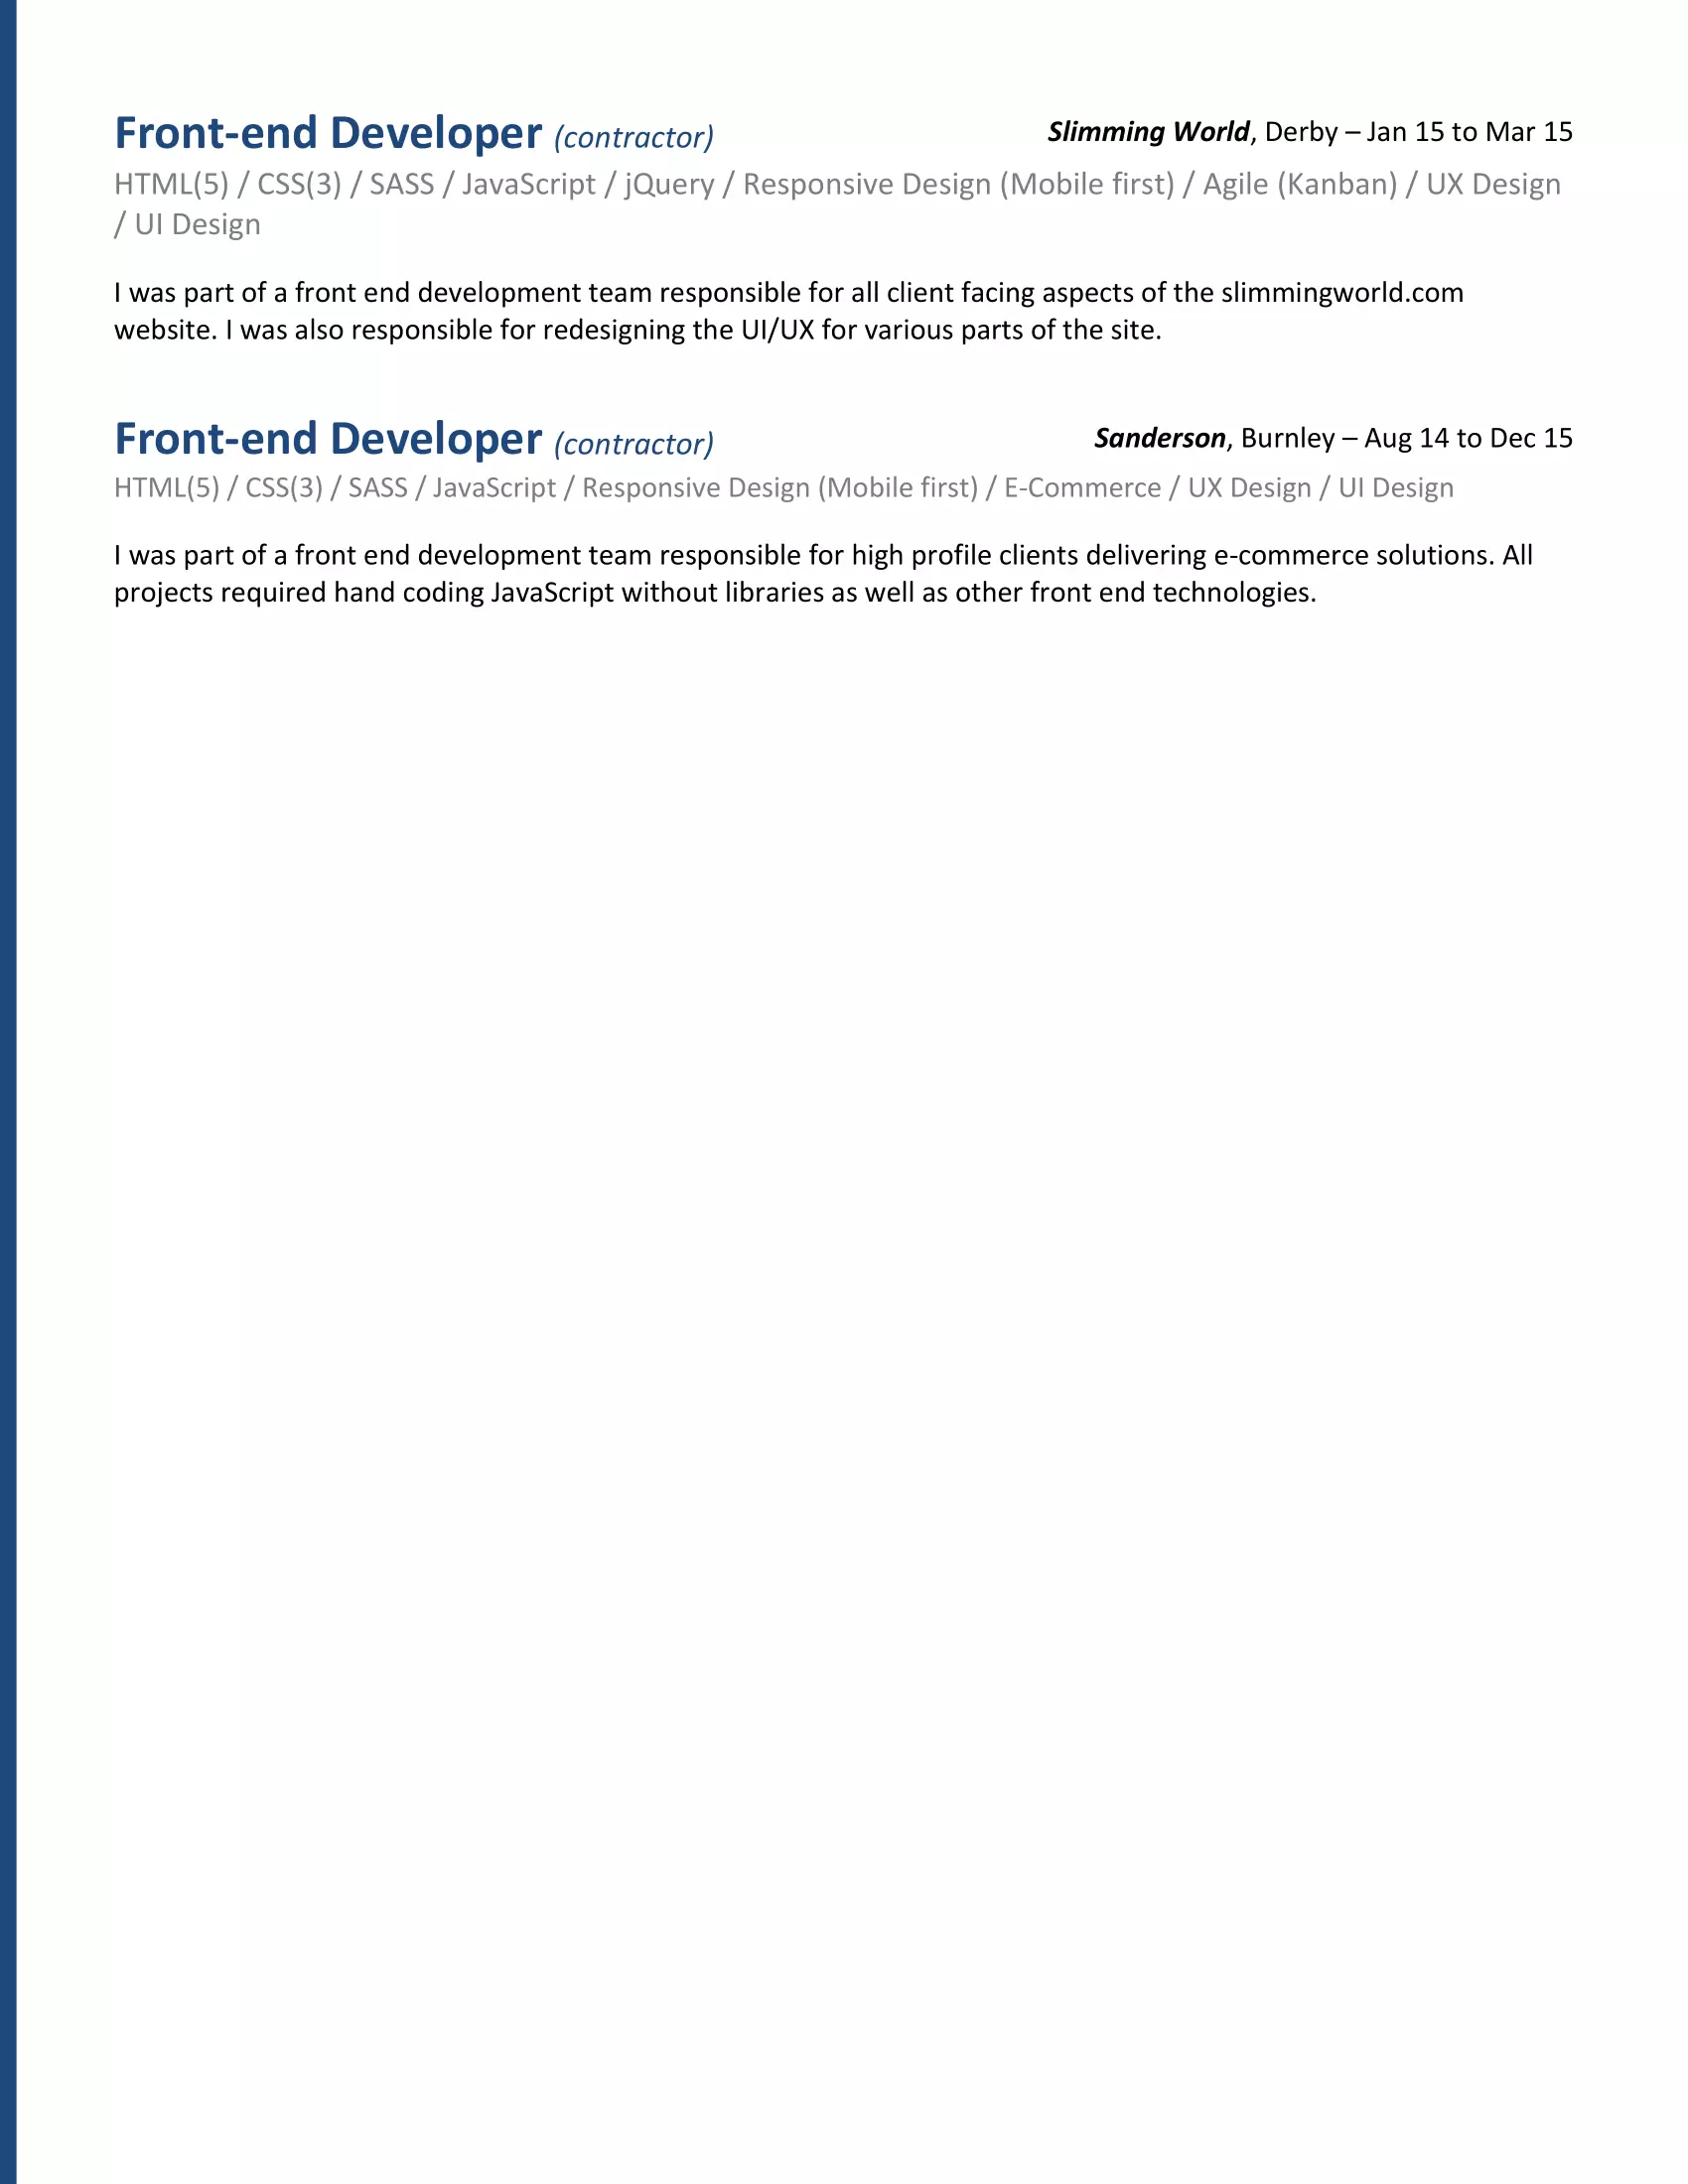 Front-end Developer (contractor) Slimming World, Derby – Jan 15 to Mar 15
HTML(5) / CSS(3) / SASS / JavaScript / jQuery / Responsive Design (Mobile first) / Agile (Kanban) / UX Design
/ UI Design
I was part of a front end development team responsible for all client facing aspects of the slimmingworld.com
website. I was also responsible for redesigning the UI/UX for various parts of the site.
Front-end Developer (contractor) Sanderson, Burnley – Aug 14 to Dec 15
HTML(5) / CSS(3) / SASS / JavaScript / Responsive Design (Mobile first) / E-Commerce / UX Design / UI Design
I was part of a front end development team responsible for high profile clients delivering e-commerce solutions. All
projects required hand coding JavaScript without libraries as well as other front end technologies.